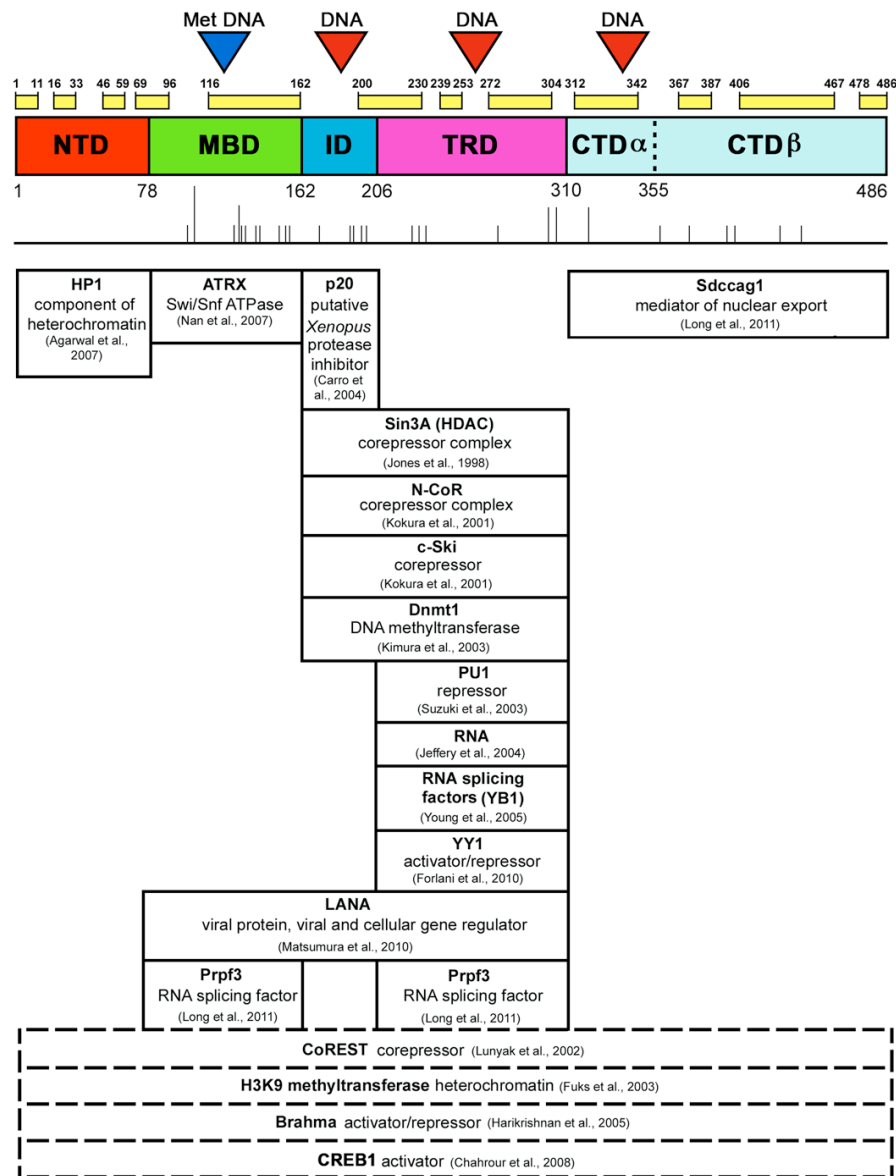 Met DNA DNA DNA DNA
1 11 16 33 46 59 69 96 116 162 200 230 239 253 272 304 312 342 367 387 406 467 478 486
NTD MBD ID TRD CTDα CTDβ
1 78 162 206 310 355 486
HP1
component of
heterochromatin
(Agarwal et al.,
2007)
ATRX
Swi/Snf ATPase
(Nan et al., 2007)
p20
putative
Xenopus
protease
inhibitor
(Carro et
al., 2004)
Sdccag1
mediator of nuclear export
(Long et al., 2011)
Sin3A (HDAC)
corepressor complex
(Jones et al., 1998)
N-CoR
corepressor complex
(Kokura et al., 2001)
c-Ski
corepressor
(Kokura et al., 2001)
Dnmt1
DNA methyltransferase
(Kimura et al., 2003)
PU1
repressor
(Suzuki et al., 2003)
RNA
(Jeffery et al., 2004)
RNA splicing
factors (YB1)
(Young et al., 2005)
YY1
activator/repressor
(Forlani et al., 2010)
LANA
viral protein, viral and cellular gene regulator
(Matsumura et al., 2010)
Prpf3
RNA splicing factor
(Long et al., 2011)
Prpf3
RNA splicing factor
(Long et al., 2011)
CoREST corepressor (Lunyak et al., 2002)
H3K9 methyltransferase heterochromatin (Fuks et al., 2003)
Brahma activator/repressor (Harikrishnan et al., 2005)
CREB1 activator (Chahrour et al., 2008)